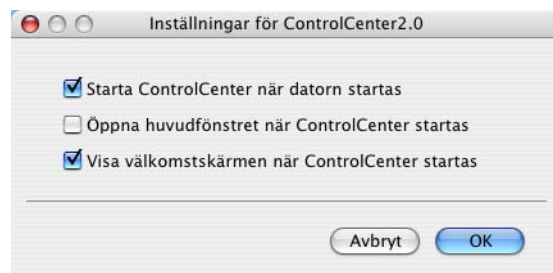 Inställningar för ControlCenter2.0
Starta ControlCenter när datorn startas
Öppna huvudfönstret när ControlCenter startas
Visa välkomstskärmen när ControlCenter startas
Avbryt
OK